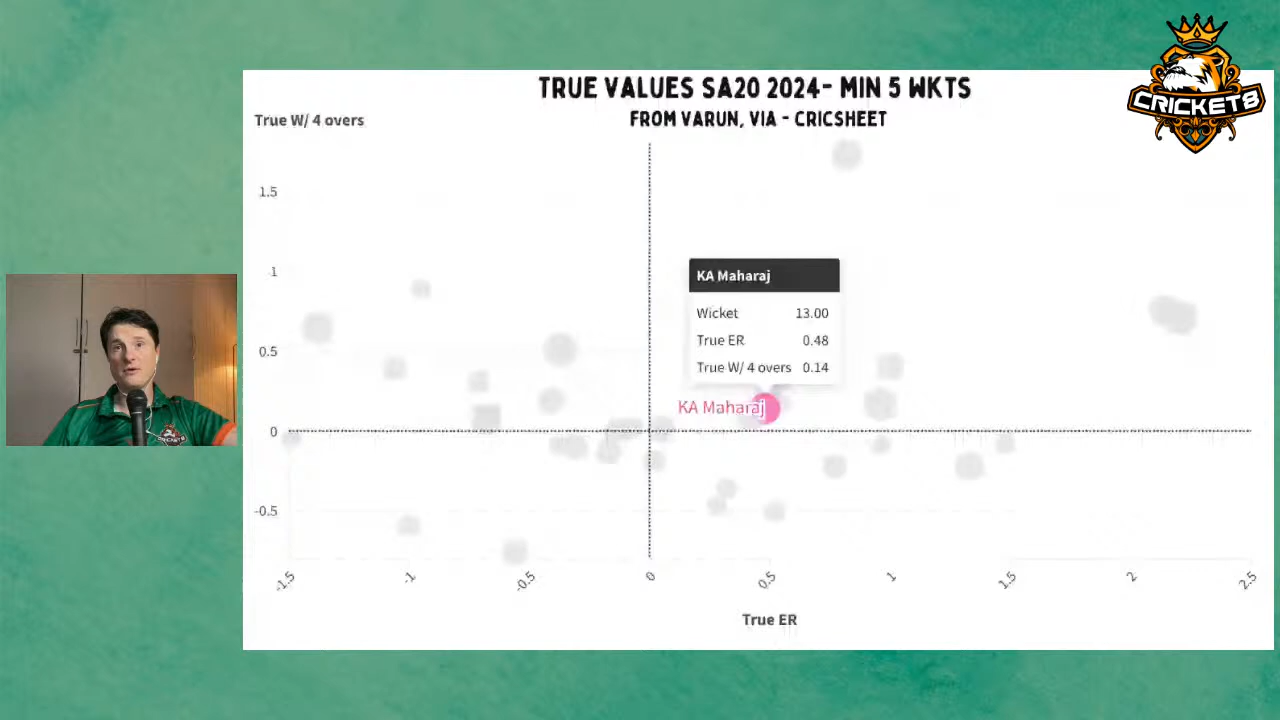 TRUE VALUES SA20 2024- MIN 5 WKTS
FROM VARUN, VIA - CRICSHEET
CRICKET8
True W/ 4 overs
1.5
1
0.5
0
-0.5
KA Maharaj
Wicket 13.00
True ER 0.48
True W/ 4 overs 0.14
KA Maharaj
-1.5 -1 -0.5 0 0.5 1 1.5 2 2.5
True ER
CRICKET8